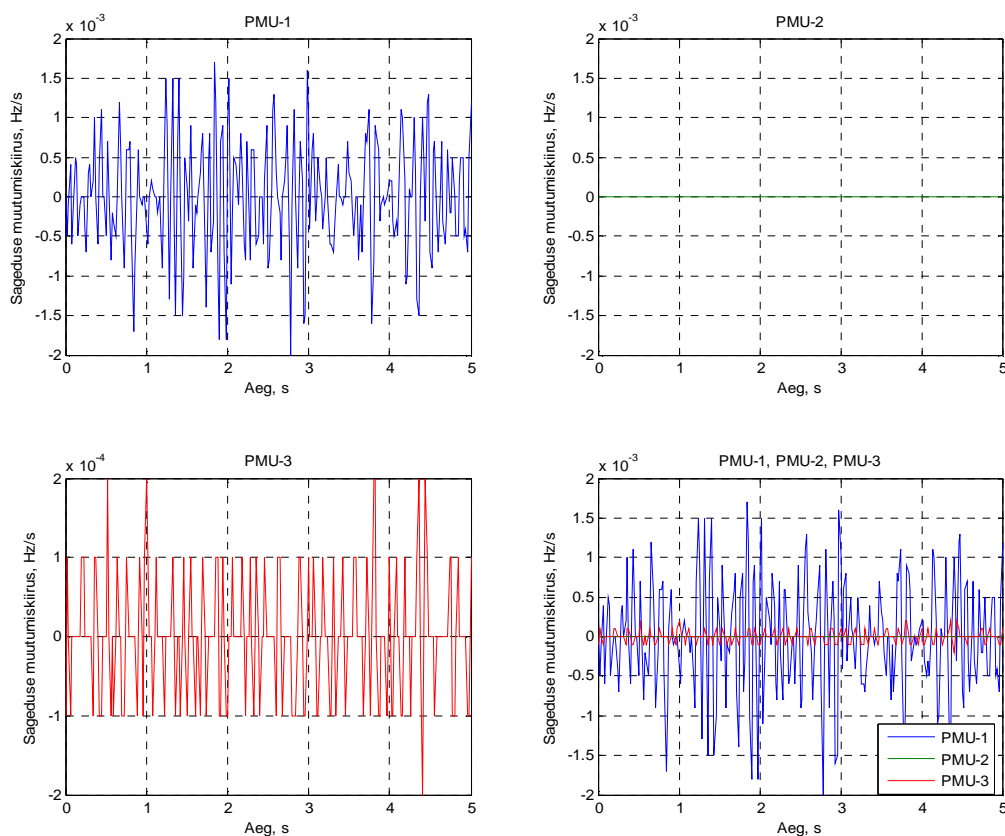 PMU-1
x 10-3
Sageduse muutumiskiirus, Hz/s
2
1.5
1
0.5
0
-0.5
-1
-1.5
-2
0 1 2 3 4 5
Aeg, s
PMU-2
x 10-3
Sageduse muutumiskiirus, Hz/s
2
1.5
1
0.5
0
-0.5
-1
-1.5
-2
0 1 2 3 4 5
Aeg, s
PMU-3
x 10-4
Sageduse muutumiskiirus, Hz/s
2
1
0
-1
-2
0 1 2 3 4 5
Aeg, s
PMU-1, PMU-2, PMU-3
x 10-3
Sageduse muutumiskiirus, Hz/s
2
1.5
1
0.5
0
-0.5
-1
-1.5
-2
0 1 2 3 4 5
Aeg, s
PMU-1
PMU-2
PMU-3